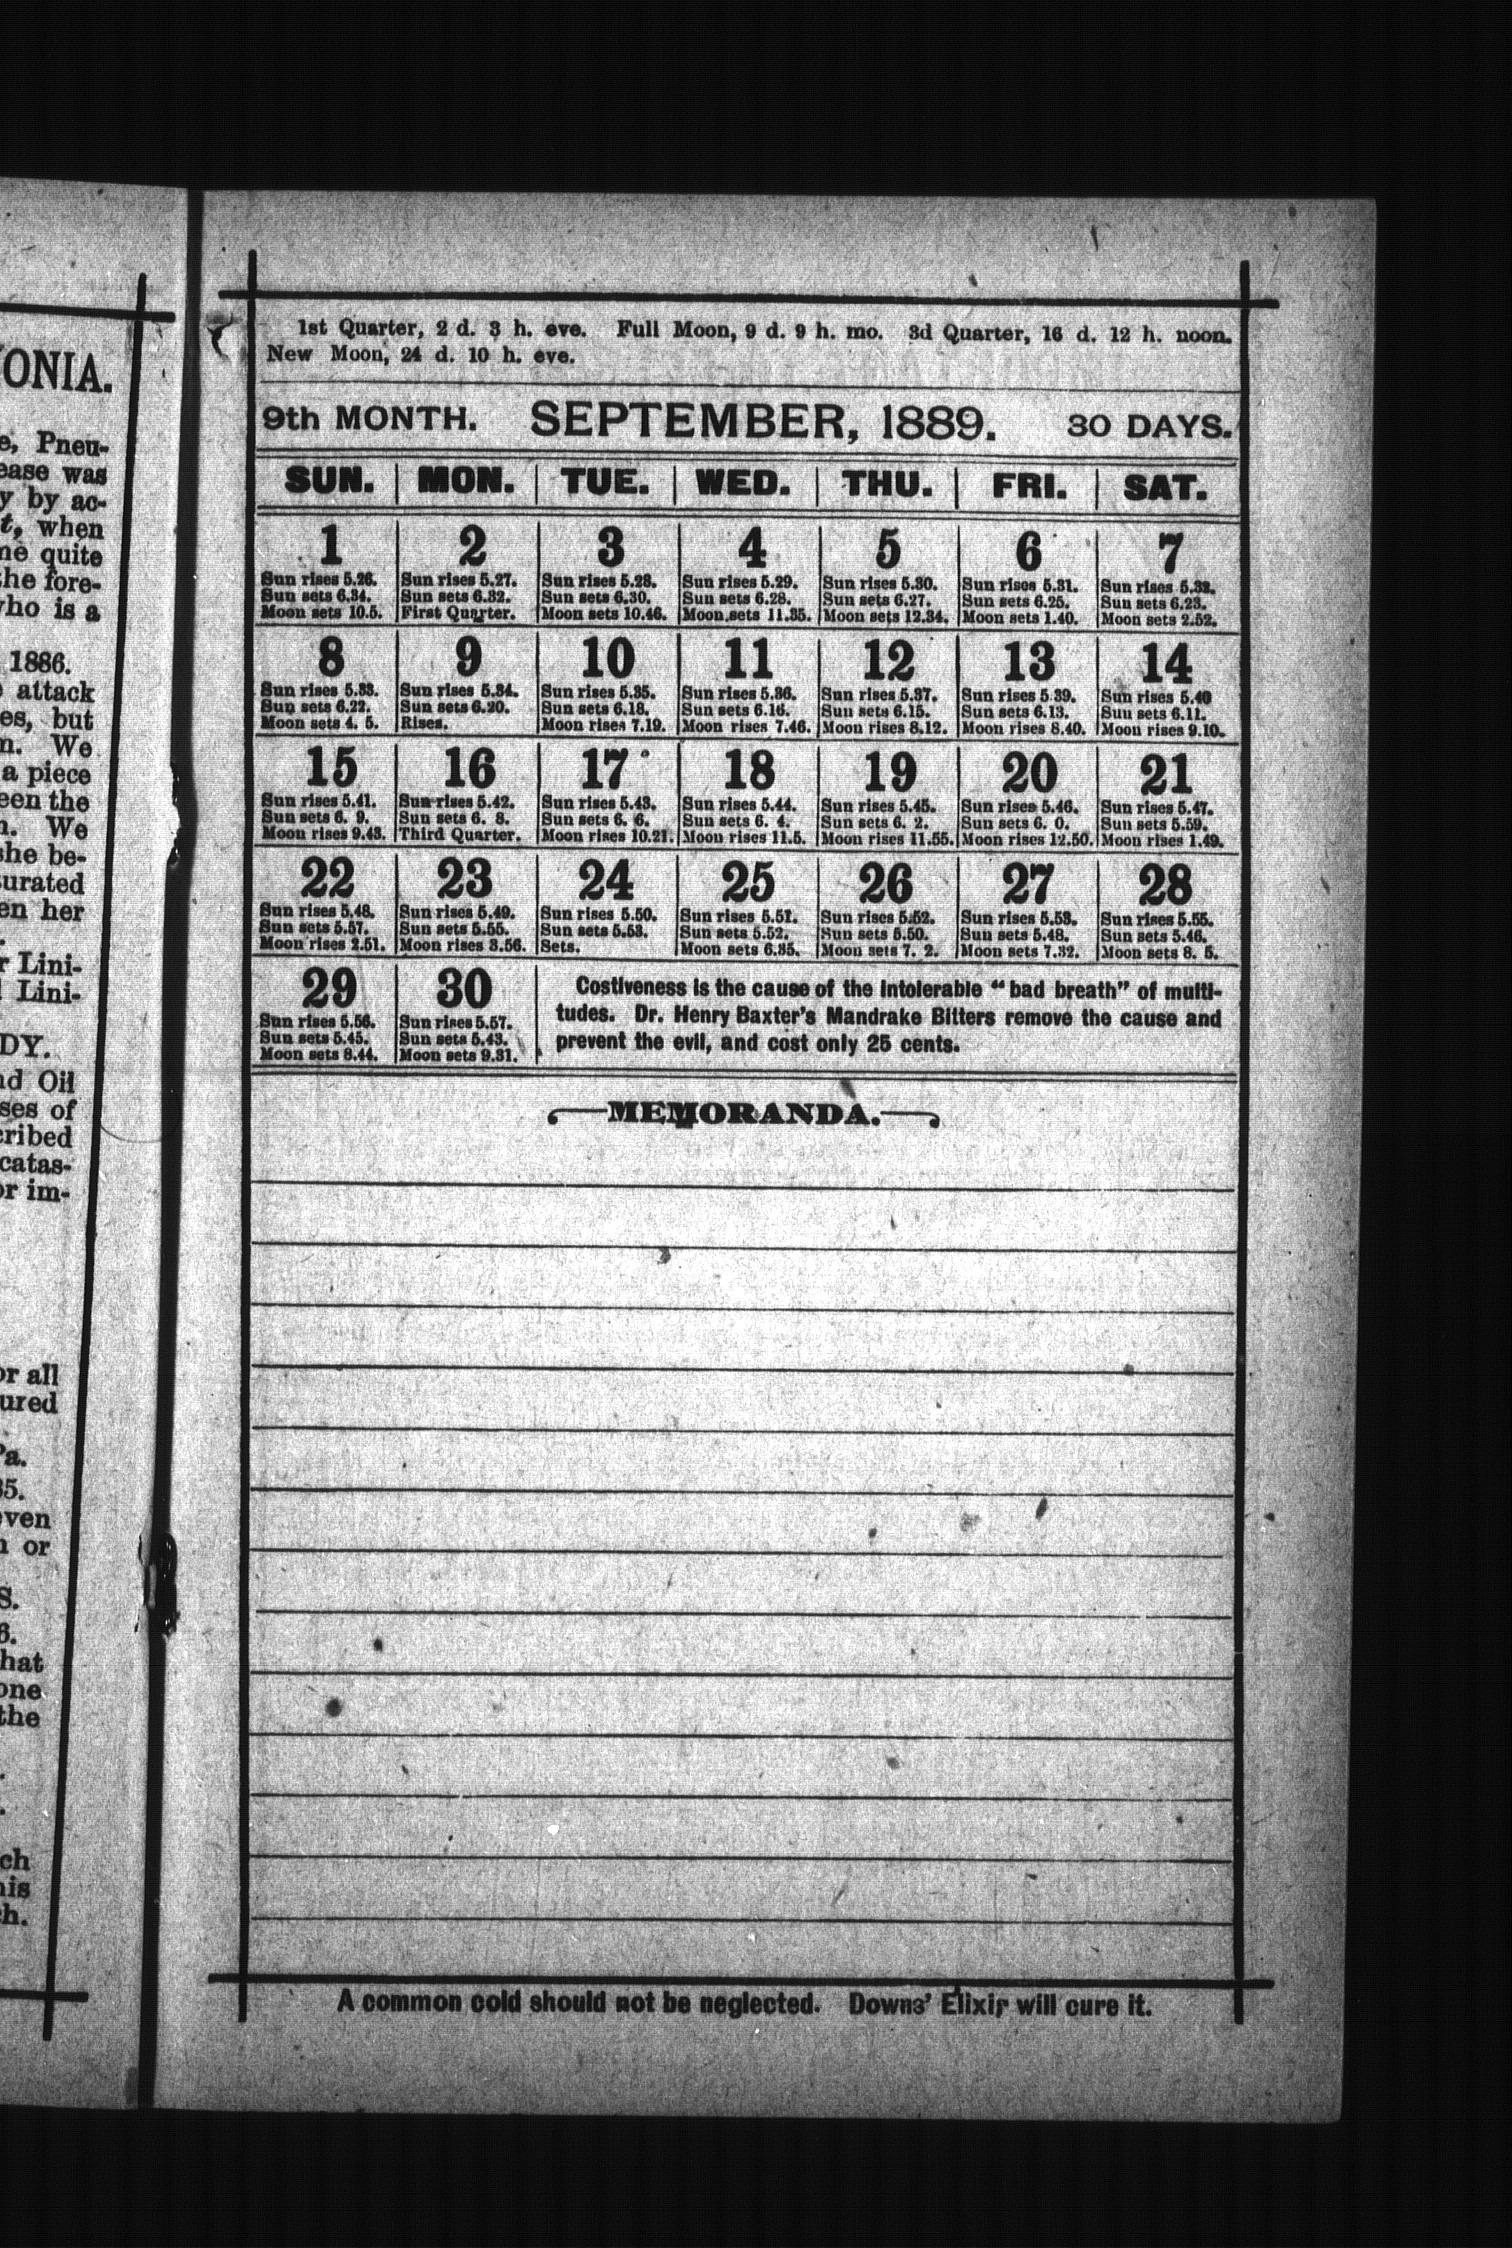 ONIA.
e, Pneu-
ease was
y by ac-
t, when
ne quite
the fore-
who is a
1886.
attack
es, but
n. We
a piece
een the
n. We
she be-
surated
en her
r Lini-
Lini-
DY.
nd Oil
ses of
cribed
catas-
or im-
or all
ured
Pa.
85.
even
n or
S.
6.
hat
one
the
ch
his
ch.
1st Quarter, 2 d. 3 h. eve. Full Moon, 9 d. 9 h. mo. 3d Quarter, 16 d. 12 h. noon.
New Moon, 24 d. 10 h. eve.
9th MONTH. SEPTEMBER, 1889. 30 DAYS.
SUN. MON. TUE. WED. THU. FRI. SAT.
1 2 3 4 5 6 7
Sun rises 5.26. Sun rises 5.27. Sun rises 5.28. Sun rises 5.29. Sun rises 5.30. Sun rises 5.31. Sun rises 5.32.
Sun sets 6.34. Sun sets 6.32. Sun sets 6.30. Sun sets 6.28. Sun sets 6.27. Sun sets 6.25. Sun sets 6.23.
Moon sets 10.5. First Quarter. Moon sets 10.46. Moon sets 11.35. Moon sets 12.34. Moon sets 1.40. Moon sets 2.52.
8 9 10 11 12 13 14
Sun rises 5.33. Sun rises 5.34. Sun rises 5.35. Sun rises 5.36. Sun rises 5.37. Sun rises 5.39. Sun rises 5.40
Sun sets 6.22. Sun sets 6.20. Sun sets 6.18. Sun sets 6.16. Sun sets 6.15. Sun sets 6.13. Sun sets 6.11.
Moon sets 4. 5. Rises. Moon rises 7.19. Moon rises 7.46. Moon rises 8.12. Moon rises 8.40. Moon rises 9.10.
15 16 17 18 19 20 21
Sun rises 5.41. Sun rises 5.42. Sun rises 5.43. Sun rises 5.44. Sun rises 5.45. Sun rises 5.46. Sun rises 5.47.
Sun sets 6. 9. Sun sets 6. 8. Sun sets 6. 6. Sun sets 6. 4. Sun sets 6. 2. Sun sets 6. 0. Sun sets 5.59.
Moon rises 9.43. Third Quarter. Moon rises 10.21. Moon rises 11.5. Moon rises 11.55. Moon rises 12.50. Moon rises 1.49.
22 23 24 25 26 27 28
Sun rises 5.48. Sun rises 5.49. Sun rises 5.50. Sun rises 5.51. Sun rises 5.52. Sun rises 5.53. Sun rises 5.55.
Sun sets 5.57. Sun sets 5.55. Sun sets 5.53. Sun sets 5.52. Sun sets 5.50. Sun sets 5.48. Sun sets 5.46.
Moon rises 2.51. Moon rises 3.56. Sets. Moon sets 6.35. Moon sets 7. 2. Moon sets 7.32. Moon sets 8. 5.
29 30
Sun rises 5.56. Sun rises 5.57.
Sun sets 5.45. Sun sets 5.43.
Moon sets 8.44. Moon sets 9.31.
Costiveness is the cause of the intolerable "bad breath" of multi-
tudes. Dr. Henry Baxter's Mandrake Bitters remove the cause and
prevent the evil, and cost only 25 cents.
MEMORANDA.
A common cold should not be neglected. Downs' Elixir will cure it.